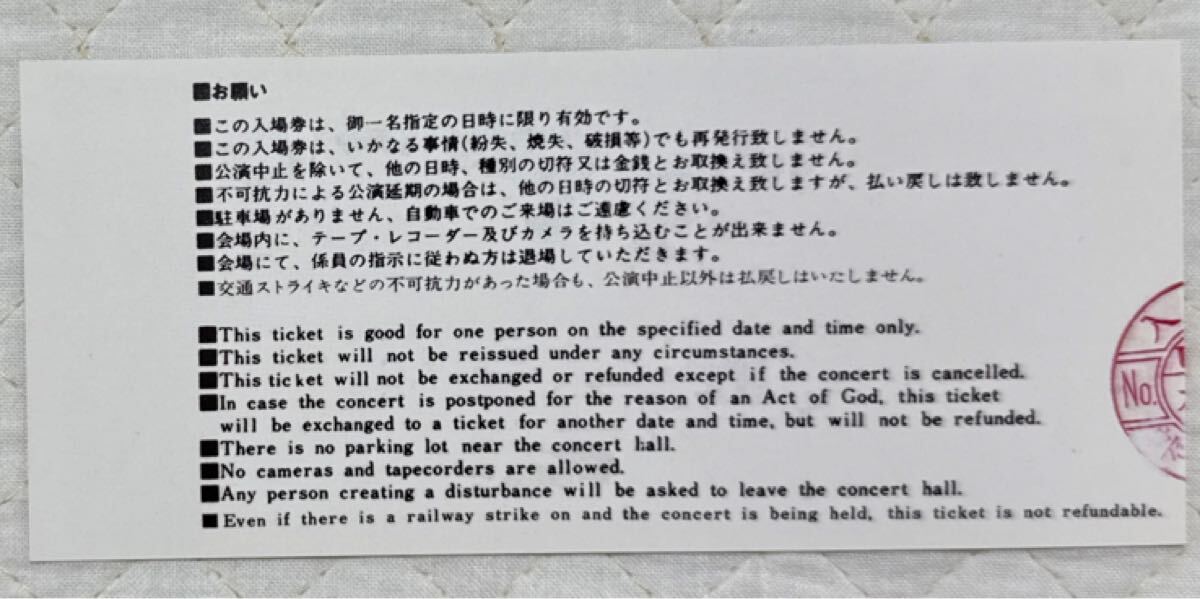 ■お願い
■この入場券は、御一名指定の日時に限り有効です。
■この入場券は、いかなる事情(紛失、焼失、破損等)でも再発行致しません。
■公演中止を除いて、他の日時、種別の切符又は金銭とお取換え致しません。
■不可抗力による公演延期の場合は、他の日時の切符とお取換え致しますが、払い戻しは致しません。
■駐車場がありません、自動車でのご来場はご遠慮ください。
■会場内に、テープ・レコーダー及びカメラを持ち込むことが出来ません。
■会場にて、係員の指示に従わぬ方は退場していただきます。
■交通ストライキなどの不可抗力があった場合も、公演中止以外は払戻しはいたしません。
■This ticket is good for one person on the specified date and time only.
■This ticket will not be reissued under any circumstances.
■This ticket will not be exchanged or refunded except if the concert is cancelled.
■In case the concert is postponed for the reason of an Act of God, this ticket
will be exchanged to a ticket for another date and time, but will not be refunded.
■There is no parking lot near the concert hall.
■No cameras and tapecorders are allowed.
■Any person creating a disturbance will be asked to leave the concert hall.
■Even if there is a railway strike on and the concert is being held, this ticket is not refundable.
No.